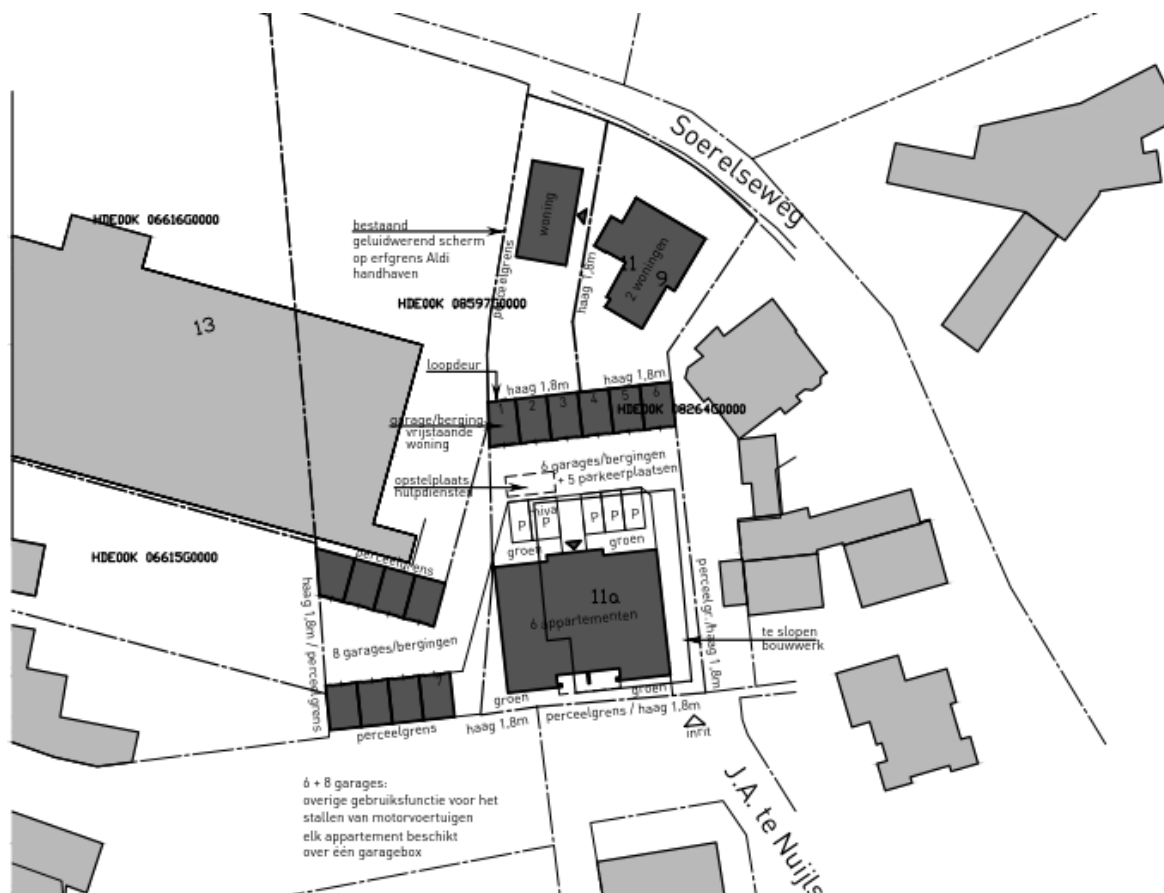 Soerelseweg
HDE00K 06616G0000
bestaand
geluidwerend scherm
op erfgrens Aldi
handhaven
woning
perceelgrens
haag 1,8m
11
9
2 woningen
HDE00K 08597G0000
13
loopdeur
haag 1,8m
haag 1,8m
1
2
3
4
5
6
HDE00K 08264G0000
garage/berging
vrijstaande
woning
6 garages/bergingen
+ 5 parkeerplaatsen
opstelplaats
hulpdiensten
miva
P
P
P
P
P
groen
groen
HDE00K 06615G0000
perceelgrens
haag 1,8m / perceelgrens
11a
6 appartementen
perceelgr./haag 1,8m
te slopen
bouwwerk
8 garages/bergingen
7
groen
groen
perceelgrens
haag 1,8m
perceelgrens / haag 1,8m
inrit
J.A. te Nuijls
6 + 8 garages:
overige gebruiksfunctie voor het
stallen van motorvoertuigen
elk appartement beschikt
over één garagebox